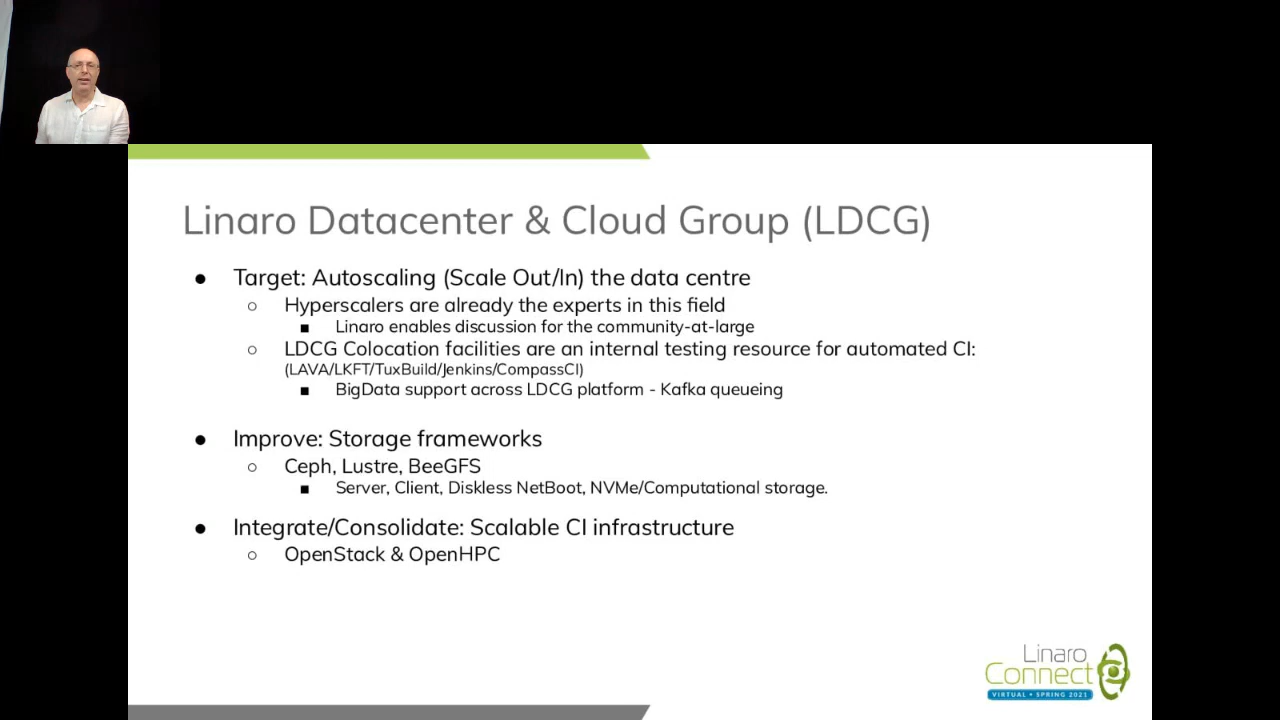 Linaro Datacenter & Cloud Group (LDCG)
● Target: Autoscaling (Scale Out/In) the data centre
○ Hyperscalers are already the experts in this field
■ Linaro enables discussion for the community-at-large
○ LDCG Colocation facilities are an internal testing resource for automated CI:
(LAVA/LKFT/TuxBuild/Jenkins/CompassCI)
■ BigData support across LDCG platform - Kafka queueing
● Improve: Storage frameworks
○ Ceph, Lustre, BeeGFS
■ Server, Client, Diskless NetBoot, NVMe/Computational storage.
● Integrate/Consolidate: Scalable CI infrastructure
○ OpenStack & OpenHPC
Linaro
Connect
VIRTUAL • SPRING 2021